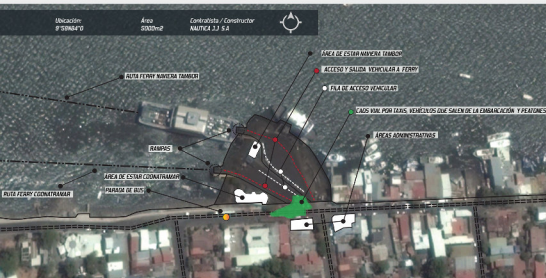 Ubicación:
9°58N84°0
Área
5000m2
Contratista / Constructor
NAUTICA J.J S.A
ÁREA DE ESTAR NAVIERA TAMBOR
ACCESO Y SALIDA VEHICULAR A FERRY
RUTA FERRY NAVIERA TAMBOR
FILA DE ACCESO VEHICULAR
CAOS VIAL POR TAXIS, VEHÍCULOS QUE SALEN DE LA EMBARCACIÓN Y PEATONES
ÁREAS ADMINISTRATIVAS
RAMPAS
ÁREA DE ESTAR COONATRAMAR
RUTA FERRY COONATRAMAR
PARADA DE BUS